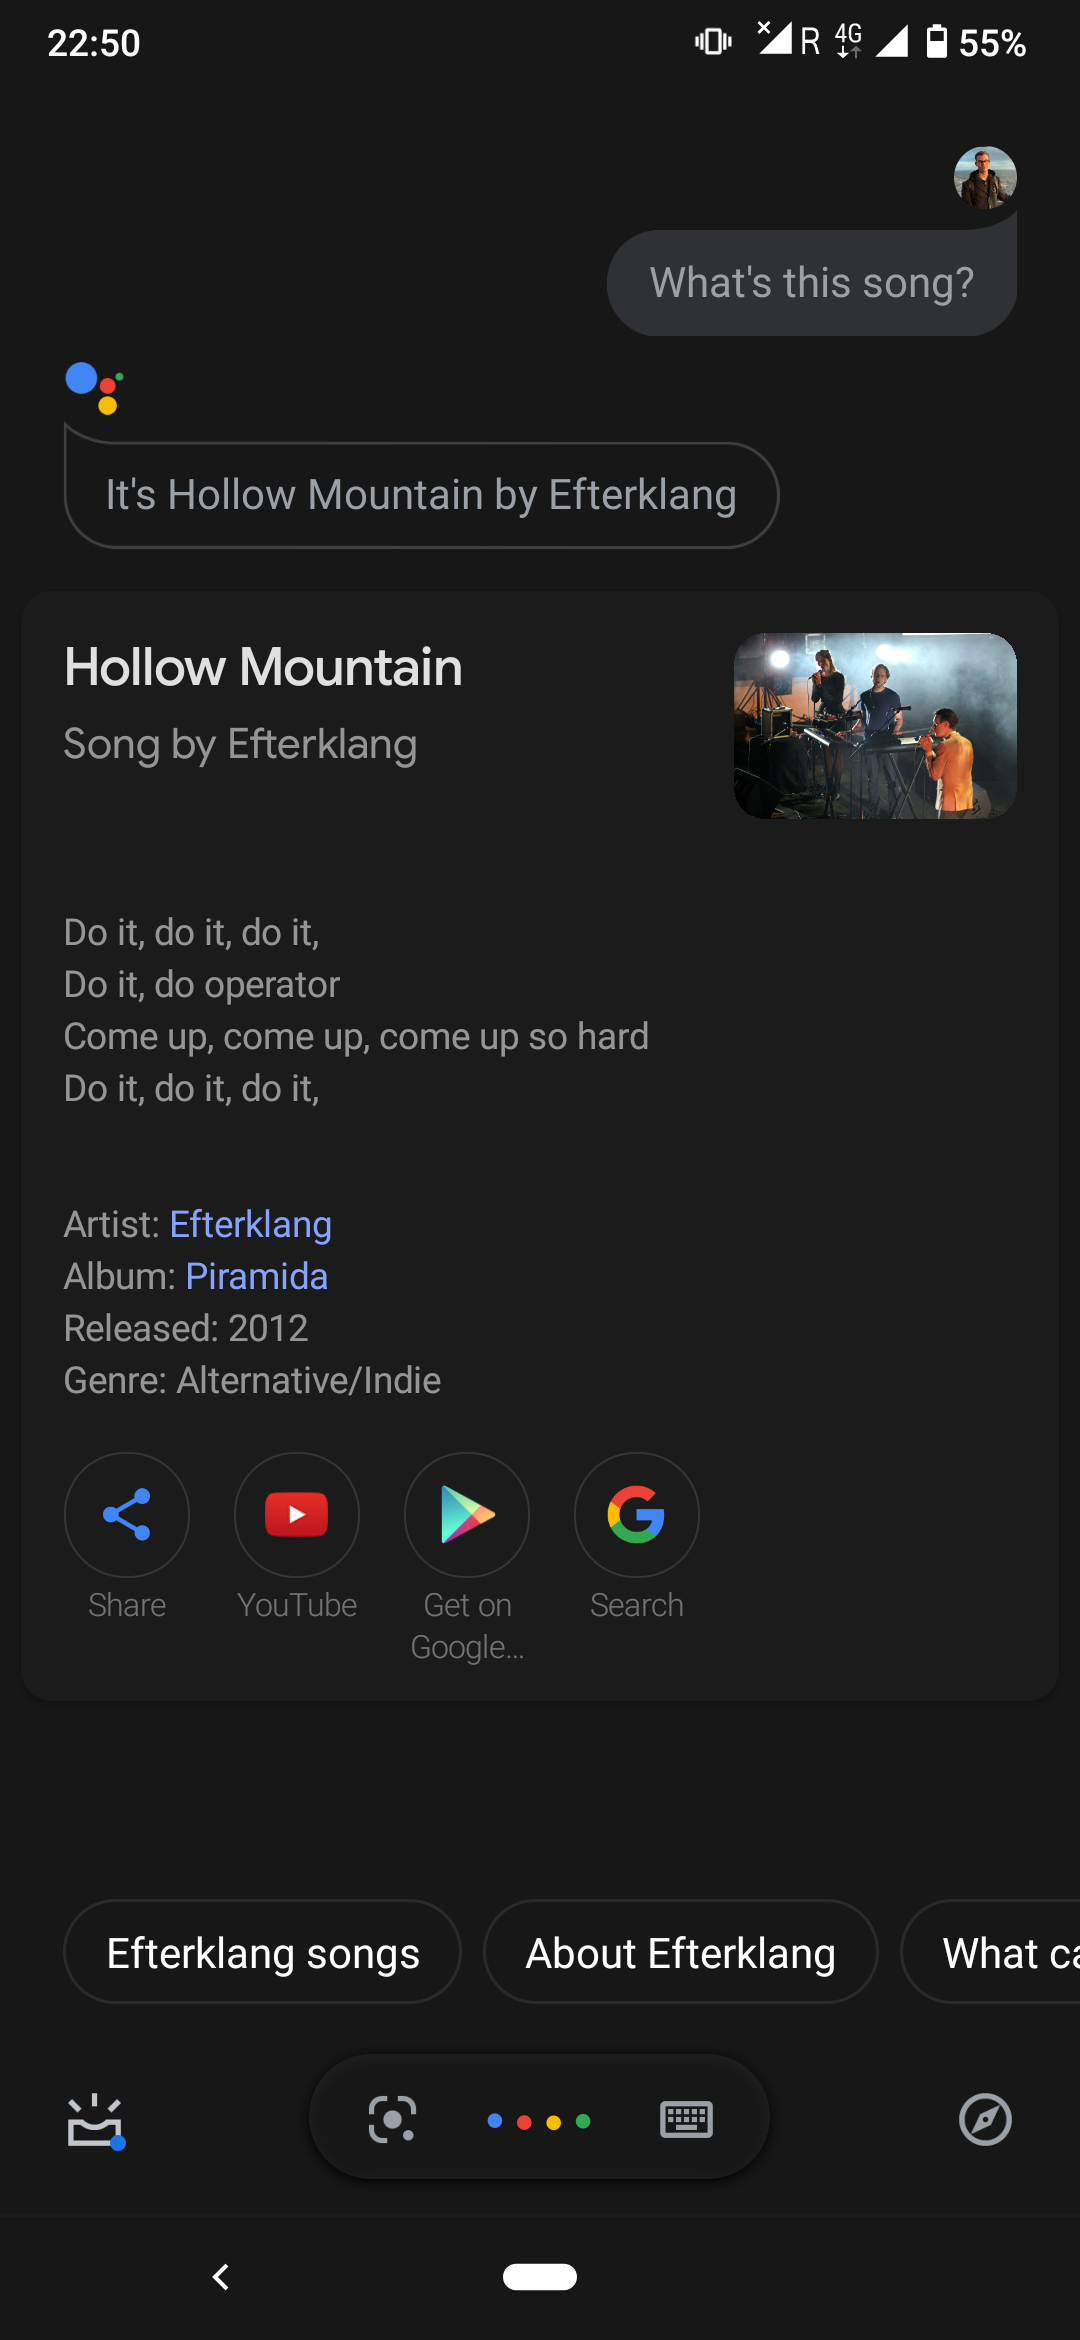 22:50
R 4G 55%
What's this song?
It's Hollow Mountain by Efterklang
Hollow Mountain
Song by Efterklang
Do it, do it, do it,
Do it, do operator
Come up, come up, come up so hard
Do it, do it, do it,
Artist: Efterklang
Album: Piramida
Released: 2012
Genre: Alternative/Indie
Share YouTube Get on Search
Google...
Efterklang songs About Efterklang What ca